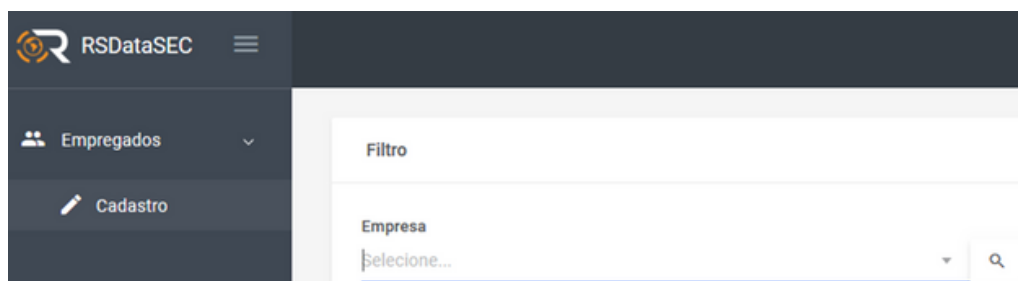 RSDataSEC
Empregados
Cadastro
Filtro
Empresa
Selecione...